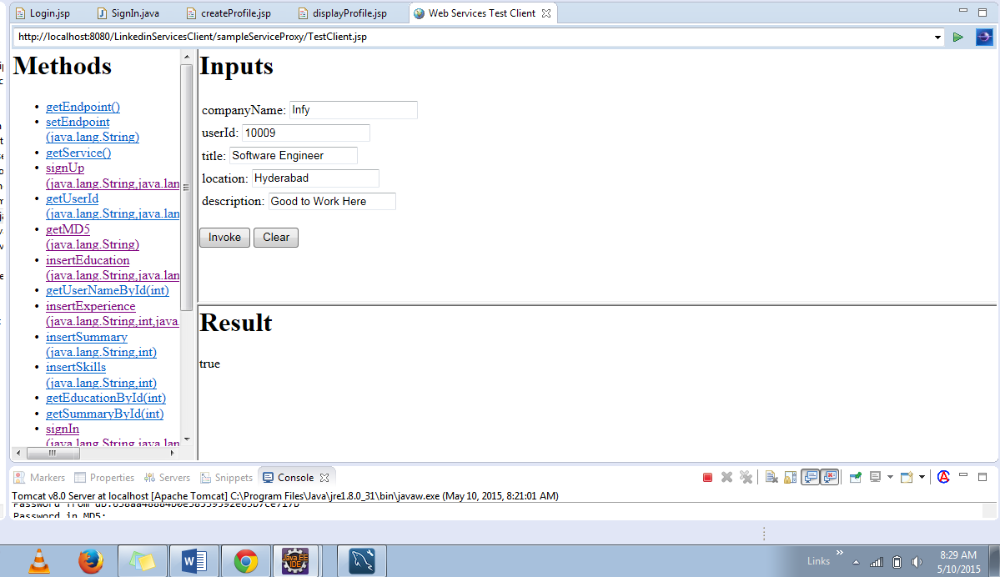 Login.jsp
SignIn.java
createProfile.jsp
displayProfile.jsp
Web Services Test Client
http://localhost:8080/LinkedinServicesClient/sampleServiceProxy/TestClient.jsp
Methods
getEndpoint()
setEndpoint
(java.lang.String)
getService()
signUp
(java.lang.String,java.lan
getUserId
(java.lang.String,java.lan
getMD5
(java.lang.String)
insertEducation
(java.lang.String,java.lan
getUserNameById(int)
insertExperience
(java.lang.String,int,java.
insertSummary
(java.lang.String,int)
insertSkills
(java.lang.String,int)
getEducationById(int)
getSummaryById(int)
signIn
(java.lang.String,java.lan
Inputs
companyName: Infy
userId: 10009
title: Software Engineer
location: Hyderabad
description: Good to Work Here
Invoke Clear
Result
true
Markers
Properties
Servers
Snippets
Console
Tomcat v8.0 Server at localhost [Apache Tomcat] C:\Program Files\Java\jre1.8.0_31\bin\javaw.exe (May 10, 2015, 8:21:01 AM)
Password in MD5:
Java EE
IDE
Links
8:29 AM
5/10/2015